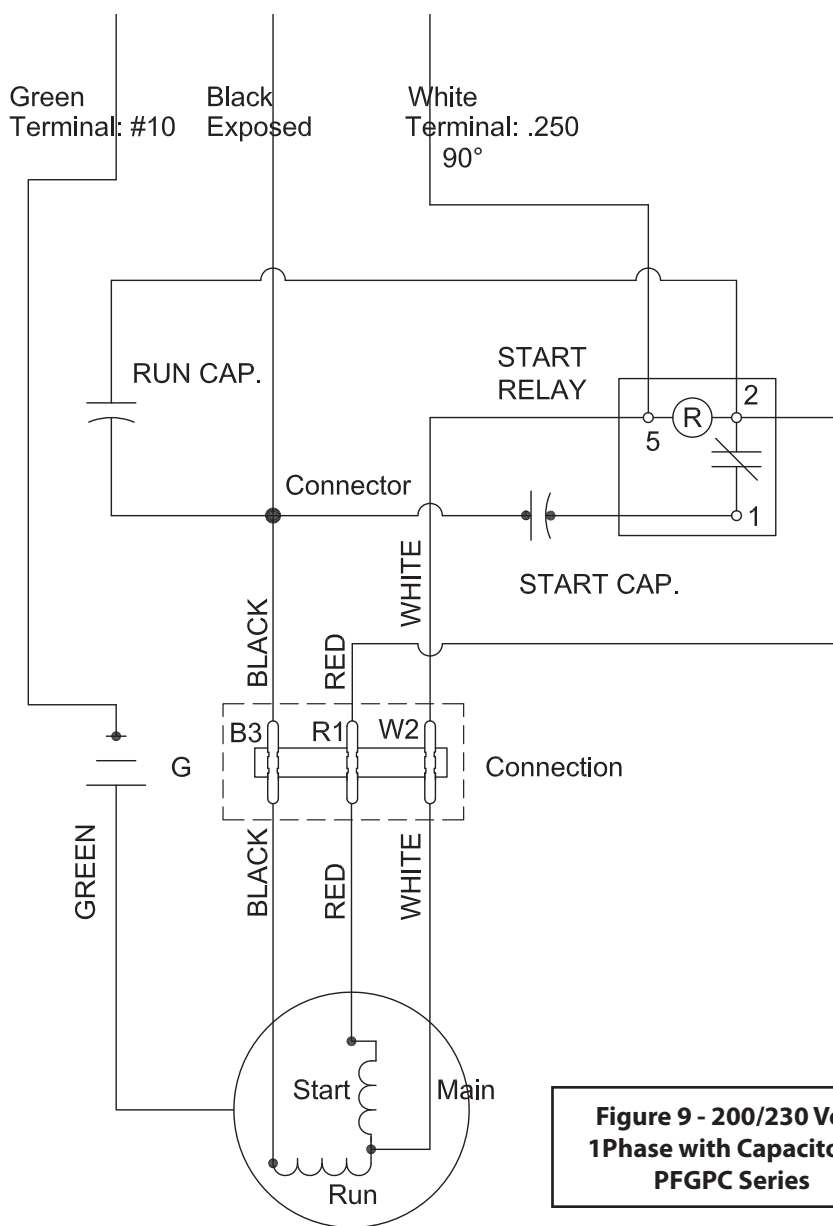 Green
Terminal: #10
Black
Exposed
White
Terminal: .250
90°
RUN CAP.
START
RELAY
2
R
5
1
Connector
START CAP.
BLACK
RED
WHITE
B3
R1
W2
G
Connection
GREEN
BLACK
RED
WHITE
Start
Main
Run
Figure 9 - 200/230 Vo
1Phase with Capacito
PFGPC Series